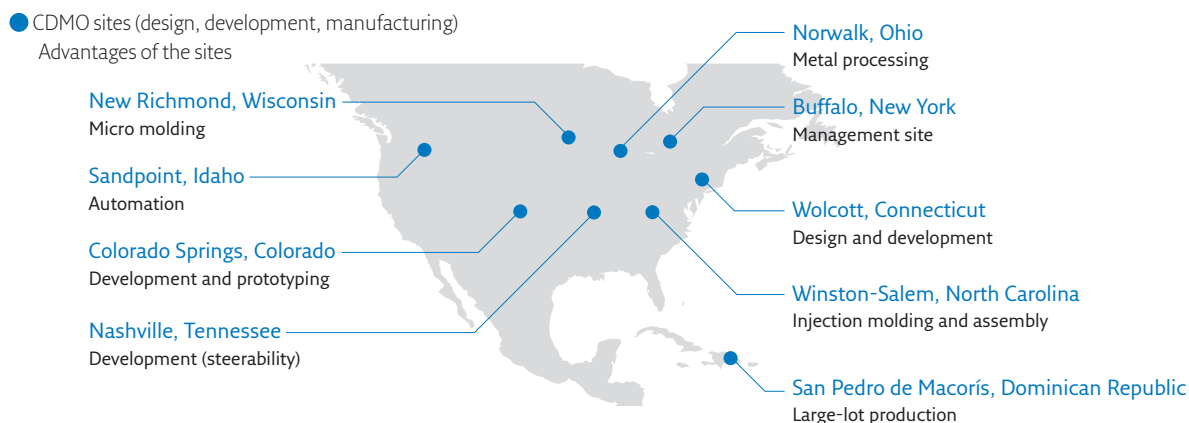 CDMO sites (design, development, manufacturing)
Advantages of the sites
New Richmond, Wisconsin
Micro molding
Sandpoint, Idaho
Automation
Colorado Springs, Colorado
Development and prototyping
Nashville, Tennessee
Development (steerability)
Norwalk, Ohio
Metal processing
Buffalo, New York
Management site
Wolcott, Connecticut
Design and development
Winston-Salem, North Carolina
Injection molding and assembly
San Pedro de Macorís, Dominican Republic
Large-lot production